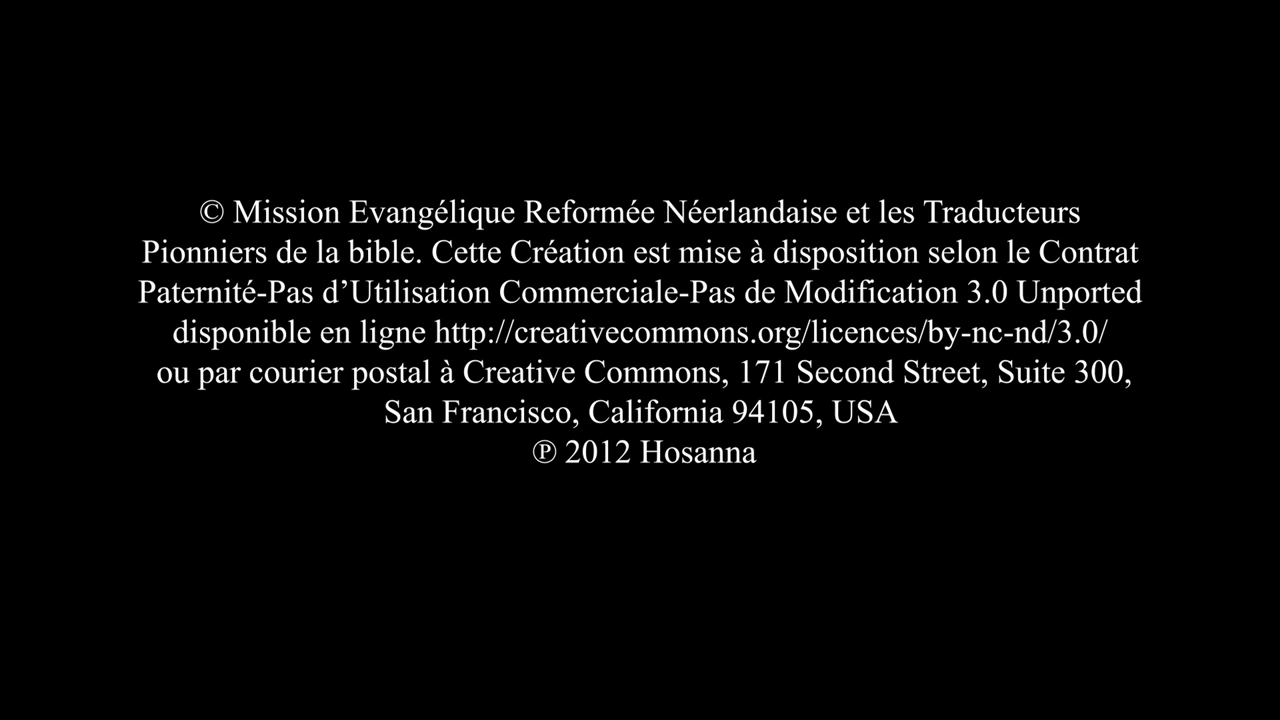 © Mission Evangélique Reformée Néerlandaise et les Traducteurs
Pionniers de la bible. Cette Création est mise à disposition selon le Contrat
Paternité-Pas d’Utilisation Commerciale-Pas de Modification 3.0 Unported
disponible en ligne http://creativecommons.org/licences/by-nc-nd/3.0/
ou par courier postal à Creative Commons, 171 Second Street, Suite 300,
San Francisco, California 94105, USA
℗ 2012 Hosanna